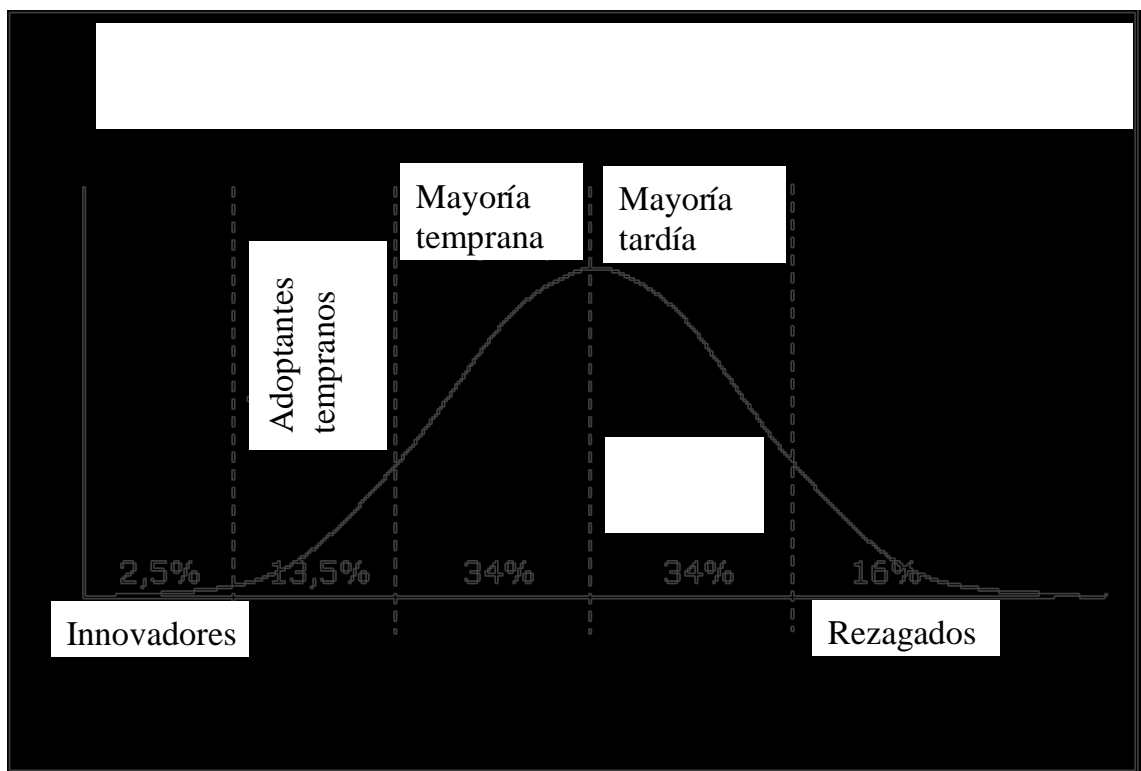 Mayoría
temprana
Mayoría
tardía
Adoptantes
tempranos
2,5%
13,5%
34%
34%
16%
Innovadores
Rezagados